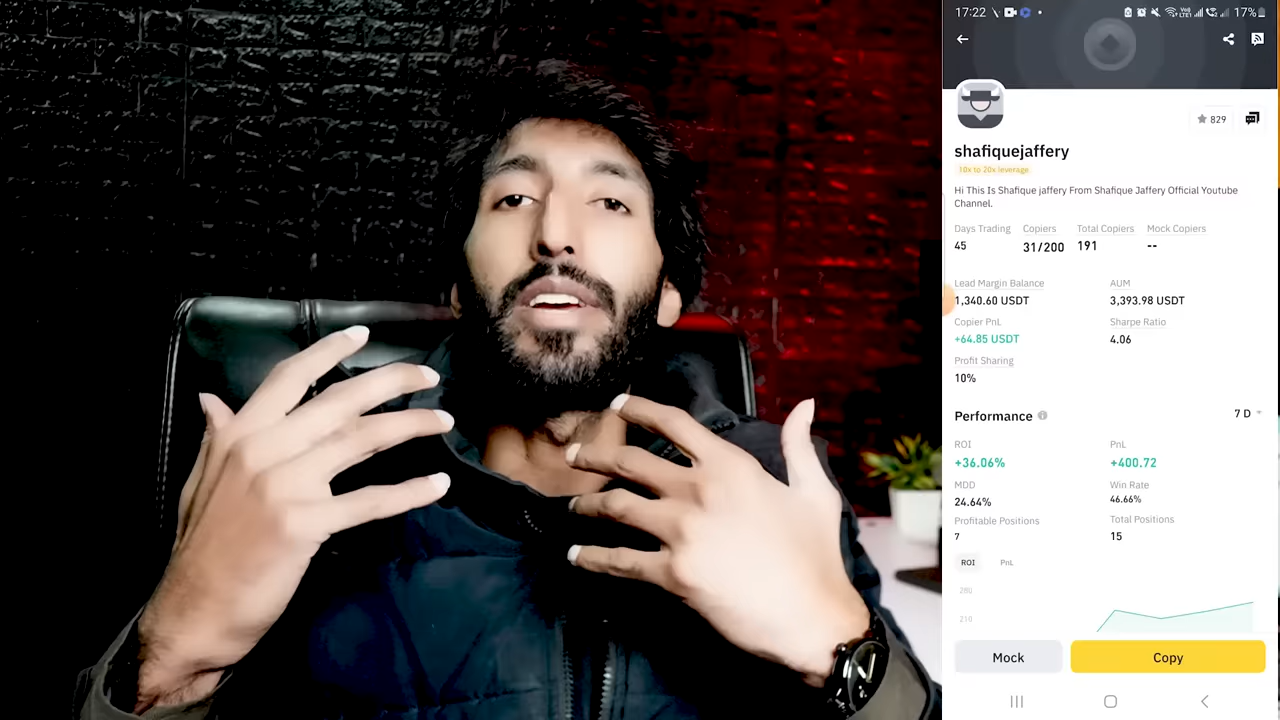 17:22
VoLTE1
17%
829
shafiquejaffery
10x to 20x leverage
Hi This Is Shafique jaffery From Shafique Jaffery Official Youtube
Channel.
Days Trading Copiers Total Copiers Mock Copiers
45 31/200 191 --
Lead Margin Balance AUM
1,340.60 USDT 3,393.98 USDT
Copier PnL Sharpe Ratio
+64.85 USDT 4.06
Profit Sharing
10%
Performance 7 D
ROI PnL
+36.06% +400.72
MDD Win Rate
24.64% 46.66%
Profitable Positions Total Positions
7 15
ROI PnL
280
210
Mock Copy